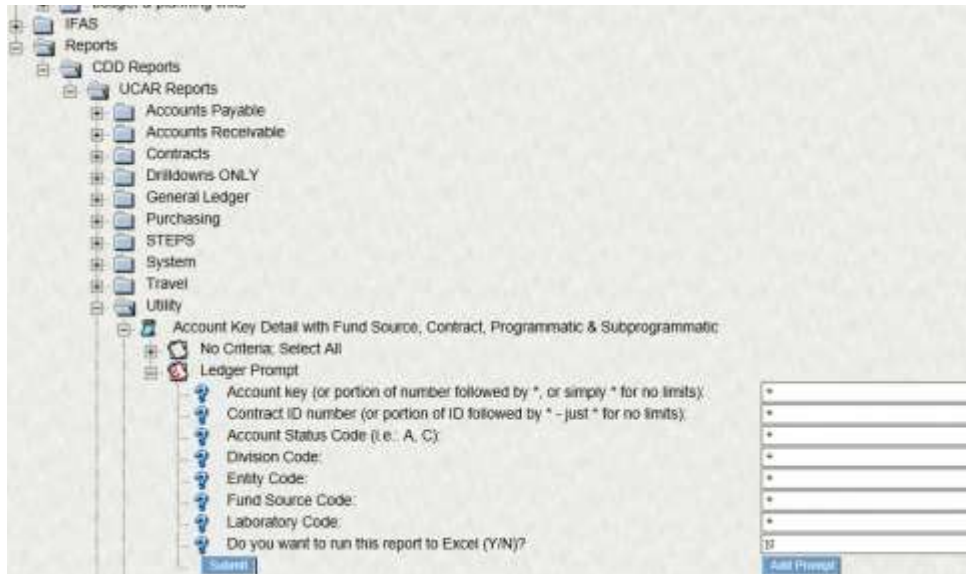 Budget & planning links
IFAS
Reports
CDD Reports
UCAR Reports
Accounts Payable
Accounts Receivable
Contracts
Drilldowns ONLY
General Ledger
Purchasing
STEPS
System
Travel
Utility
Account Key Detail with Fund Source, Contract, Programmatic & Subprogrammatic
No Criteria; Select All
Ledger Prompt
Account key (or portion of number followed by *, or simply * for no limits): *
Contract ID number (or portion of ID followed by * - just * for no limits): *
Account Status Code (i.e.: A, C): *
Division Code: *
Entity Code: *
Fund Source Code: *
Laboratory Code: *
Do you want to run this report to Excel (Y/N)? N
Submit Add Prompt